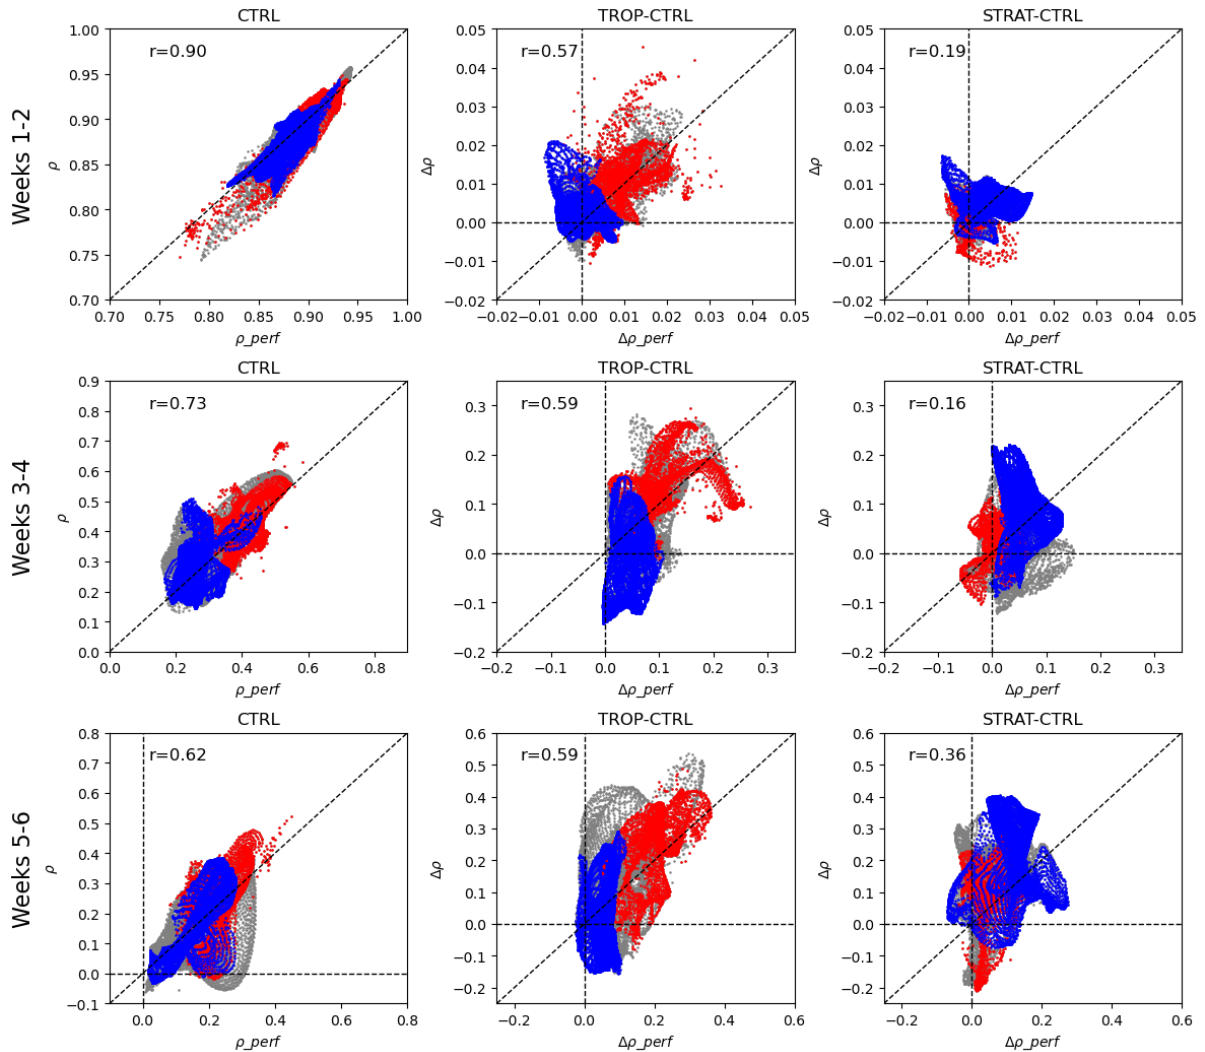 CTRL
TROP-CTRL
STRAT-CTRL
Weeks 1-2
ρ
1.00
0.95
0.90
0.85
0.80
0.75
0.70
r=0.90
0.70 0.75 0.80 0.85 0.90 0.95 1.00
ρ_perf
Δρ
0.05
0.04
0.03
0.02
0.01
0.00
−0.01
−0.02
r=0.57
−0.02 −0.01 0.00 0.01 0.02 0.03 0.04 0.05
Δρ_perf
Δρ
0.05
0.04
0.03
0.02
0.01
0.00
−0.01
−0.02
r=0.19
−0.02 −0.01 0.00 0.01 0.02 0.03 0.04 0.05
Δρ_perf
CTRL
TROP-CTRL
STRAT-CTRL
Weeks 3-4
ρ
0.9
0.8
0.7
0.6
0.5
0.4
0.3
0.2
0.1
0.0
r=0.73
0.0 0.2 0.4 0.6 0.8
ρ_perf
Δρ
0.3
0.2
0.1
0.0
−0.1
−0.2
r=0.59
−0.2 −0.1 0.0 0.1 0.2 0.3
Δρ_perf
Δρ
0.3
0.2
0.1
0.0
−0.1
−0.2
r=0.16
−0.2 −0.1 0.0 0.1 0.2 0.3
Δρ_perf
CTRL
TROP-CTRL
STRAT-CTRL
Weeks 5-6
ρ
0.8
0.7
0.6
0.5
0.4
0.3
0.2
0.1
0.0
−0.1
r=0.62
0.0 0.2 0.4 0.6 0.8
ρ_perf
Δρ
0.6
0.5
0.4
0.3
0.2
0.1
0.0
−0.1
−0.2
r=0.59
−0.2 0.0 0.2 0.4 0.6
Δρ_perf
Δρ
0.6
0.5
0.4
0.3
0.2
0.1
0.0
−0.1
−0.2
r=0.36
−0.2 0.0 0.2 0.4 0.6
Δρ_perf